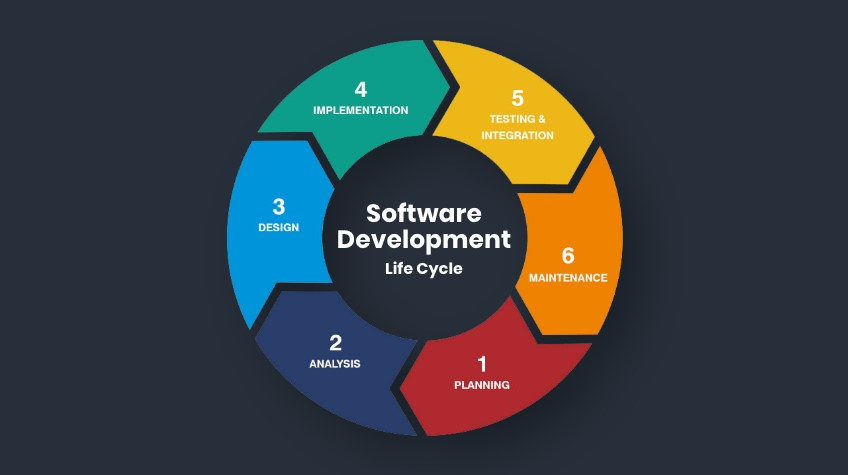 Software
Development
Life Cycle
1
PLANNING
2
ANALYSIS
3
DESIGN
4
IMPLEMENTATION
5
TESTING &
INTEGRATION
6
MAINTENANCE